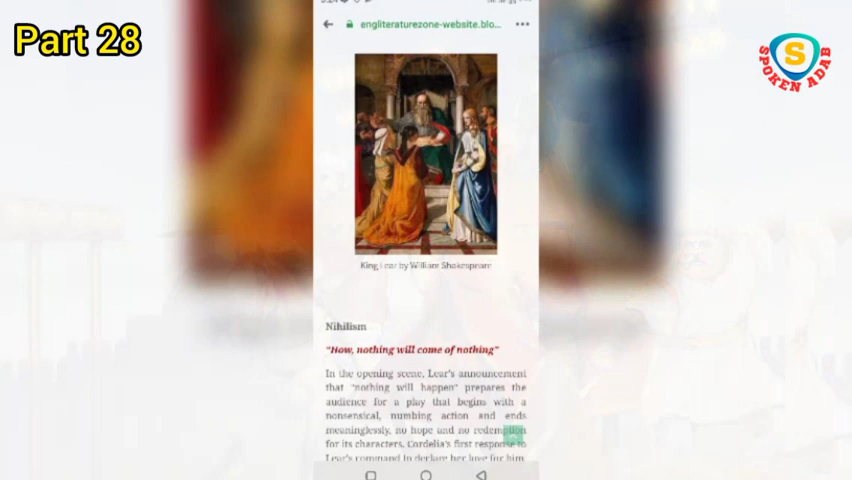 Part 28
engliteraturezone-website.blo...
S
SPOKEN ADAB
King Lear by William Shakespeare
Nihilism
"How, nothing will come of nothing"
In the opening scene, Lear's announcement
that "nothing will happen" prepares the
audience for a play that begins with a
nonsensical, numbing action and ends
meaninglessly, no hope and no redemption
for its characters. Cordelia's first response to
Lear's command to declare her love for him